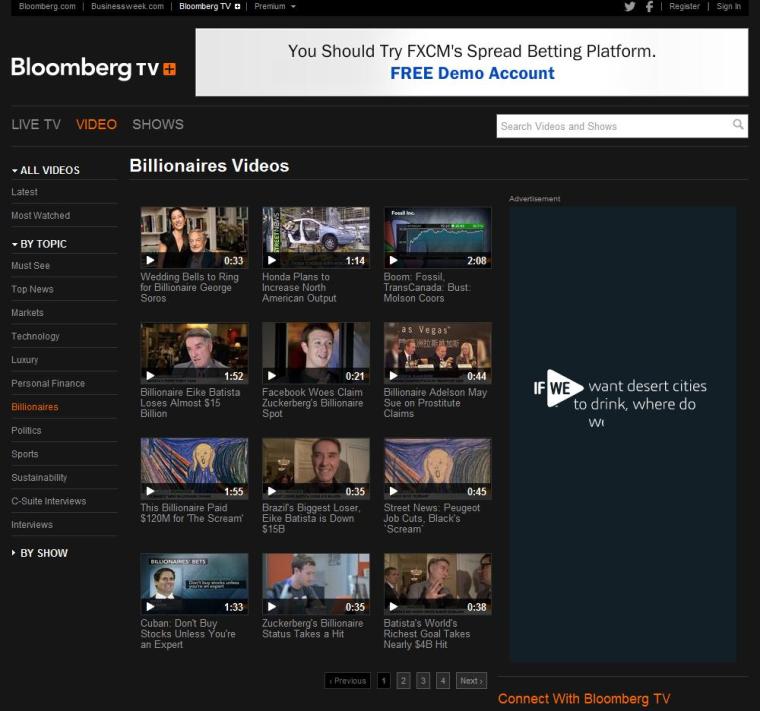 Bloomberg.com | Businessweek.com | Bloomberg TV | Premium
Register | Sign In
Bloomberg TV
You Should Try FXCM's Spread Betting Platform.
FREE Demo Account
LIVE TV VIDEO SHOWS
Search Videos and Shows
ALL VIDEOS
Latest
Most Watched
BY TOPIC
Must See
Top News
Markets
Technology
Luxury
Personal Finance
Billionaires
Politics
Sports
Sustainability
C-Suite Interviews
Interviews
BY SHOW
Billionaires Videos
0:33
Wedding Bells to Ring
for Billionaire George
Soros
STREET NEWS
1:14
Honda Plans to
Increase North
American Output
Fossil Inc.
2:08
Boom: Fossil,
TransCanada: Bust:
Molson Coors
1:52
Billionaire Eike Batista
Loses Almost $15
Billion
0:21
Facebook Woes Claim
Zuckerberg's Billionaire
Spot
as Vegas
0:44
Billionaire Adelson May
Sue on Prostitute
Claims
1:55
This Billionaire Paid
$120M for 'The Scream'
0:35
Brazil's Biggest Loser,
Eike Batista is Down
$15B
0:45
Street News: Peugeot
Job Cuts, Black's
`Scream`
BILLIONAIRES' BETS
Don't buy stocks unless
you're an expert
1:33
Cuban: Don't Buy
Stocks Unless You're
an Expert
0:35
Zuckerberg's Billionaire
Status Takes a Hit
0:38
Batista's World's
Richest Goal Takes
Nearly $4B Hit
‹ Previous 1 2 3 4 Next ›
Advertisement
IF WE want desert cities
to drink, where do
Connect With Bloomberg TV